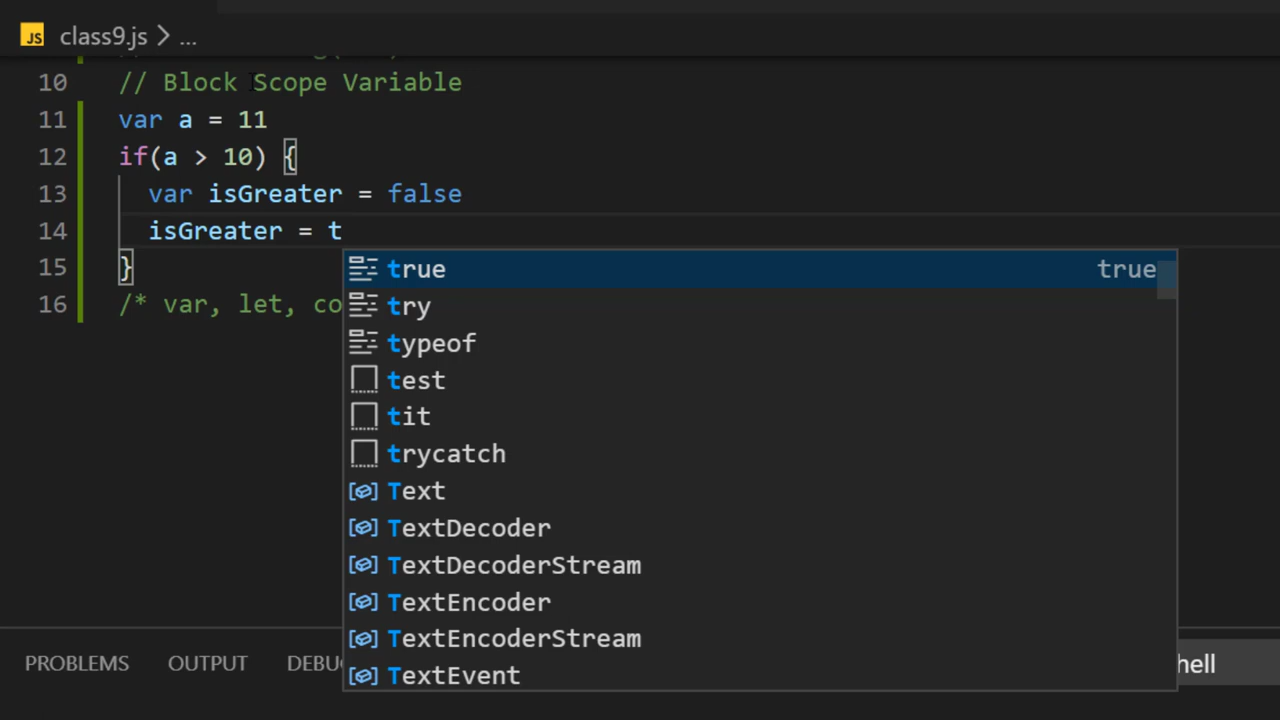 JS class9.js > ...
10 // Block Scope Variable
11 var a = 11
12 if(a > 10) {
13 var isGreater = false
14 isGreater = t
15 }
16 /* var, let, co
true true
try
typeof
test
tit
trycatch
Text
TextDecoder
TextDecoderStream
TextEncoder
TextEncoderStream
TextEvent
PROBLEMS OUTPUT DEBU hell